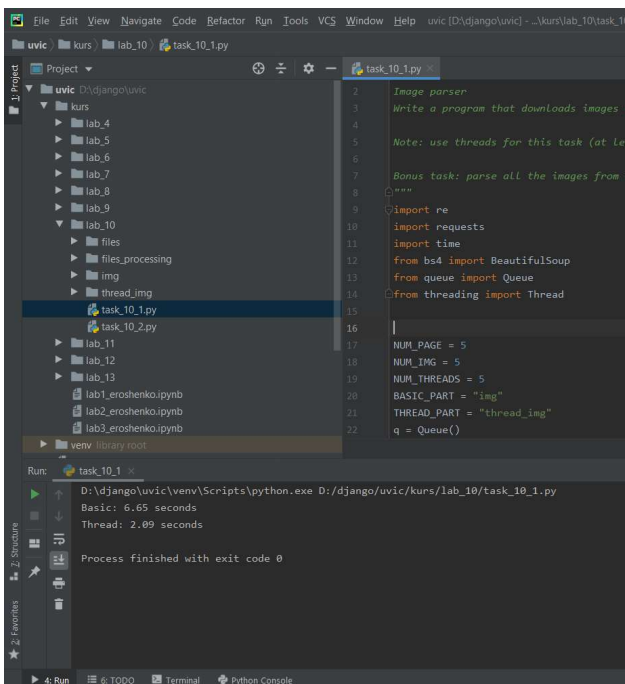 File Edit View Navigate Code Refactor Run Tools VCS Window Help uvic [D:\django\uvic] - ...\kurs\lab_10\task_1
uvic kurs lab_10 task_10_1.py
1: Project
Project
task_10_1.py
uvic D:\django\uvic
kurs
lab_4
lab_5
lab_6
lab_7
lab_8
lab_9
lab_10
files
files_processing
img
thread_img
task_10_1.py
task_10_2.py
lab_11
lab_12
lab_13
lab1_eroshenko.ipynb
lab2_eroshenko.ipynb
lab3_eroshenko.ipynb
venv library root
2 Image parser
3 Write a program that downloads images
4
5 Note: use threads for this task (at le
6
7 Bonus task: parse all the images from
8 """
9 import re
10 import requests
11 import time
12 from bs4 import BeautifulSoup
13 from queue import Queue
14 from threading import Thread
15
16
17 NUM_PAGE = 5
18 NUM_IMG = 5
19 NUM_THREADS = 5
20 BASIC_PART = "img"
21 THREAD_PART = "thread_img"
22 q = Queue()
Run: task_10_1
D:\django\uvic\venv\Scripts\python.exe D:/django/uvic/kurs/lab_10/task_10_1.py
Basic: 6.65 seconds
Thread: 2.09 seconds
Process finished with exit code 0
Z: Structure
2: Favorites
4: Run 6: TODO Terminal Python Console